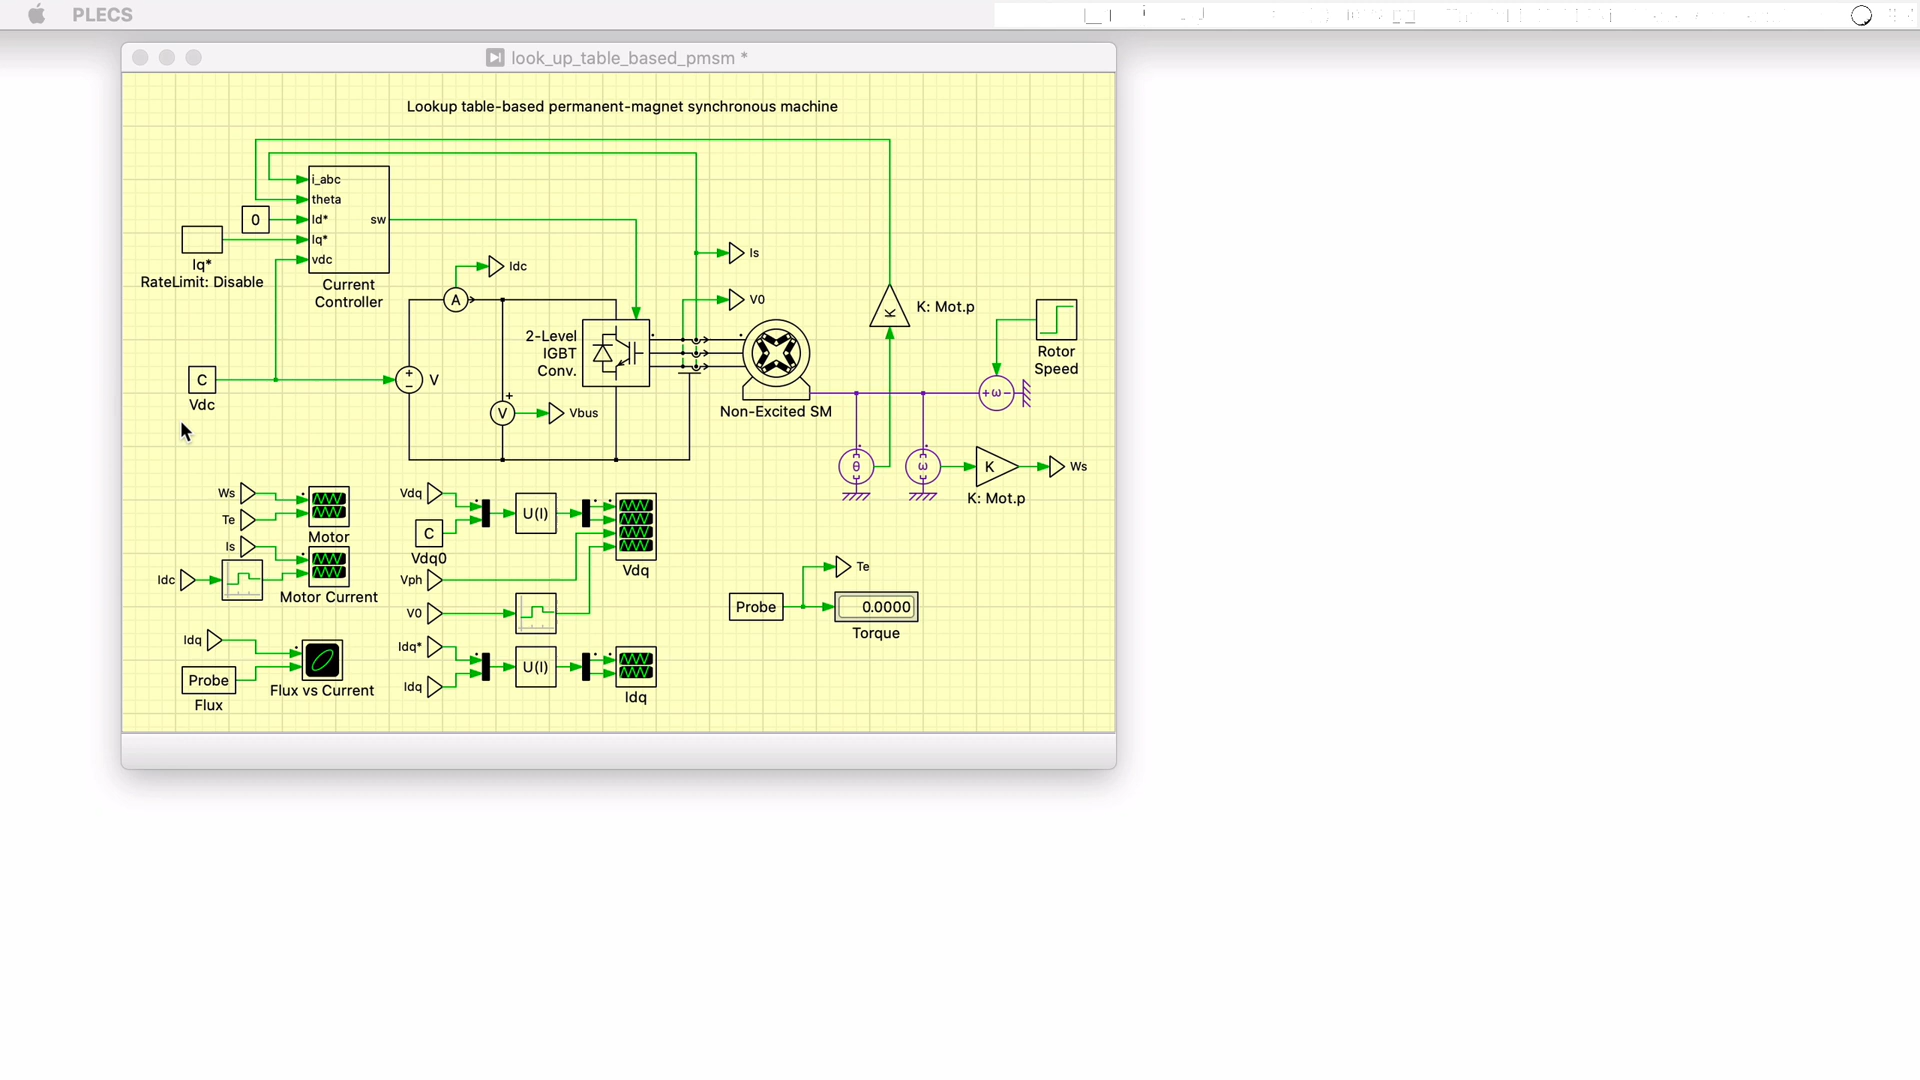 PLECS
look_up_table_based_pmsm *
Lookup table-based permanent-magnet synchronous machine
i_abc
theta
0
Id*
sw
Iq*
vdc
Iq*
RateLimit: Disable
Current
Controller
Is
Idc
A
V0
K
K: Mot.p
2-Level
IGBT
Conv.
Rotor
Speed
C
V
Vdc
ω
V
Vbus
Non-Excited SM
θ
ω
K
Ws
K: Mot.p
Ws
Te
Motor
Is
Idc
Motor Current
Vdq
C
Vdq0
U(I)
Vdq
Vph
V0
Te
Probe
0.0000
Torque
Idq
Probe
Flux
Flux vs Current
Idq*
Idq
U(I)
Idq